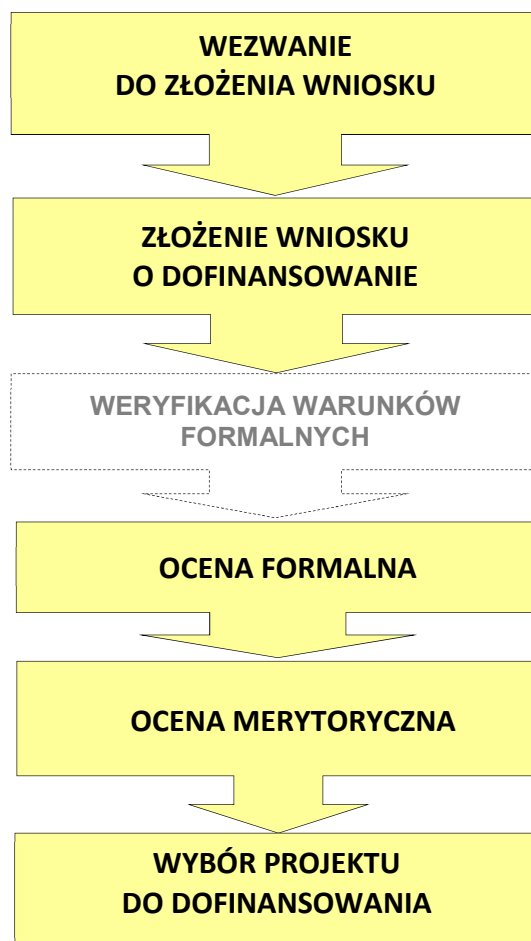 WEZWANIE
DO ZŁOŻENIA WNIOSKU
ZŁOŻENIE WNIOSKU
O DOFINANSOWANIE
WERYFIKACJA WARUNKÓW
FORMALNYCH
OCENA FORMALNA
OCENA MERYTORYCZNA
WYBÓR PROJEKTU
DO DOFINANSOWANIA